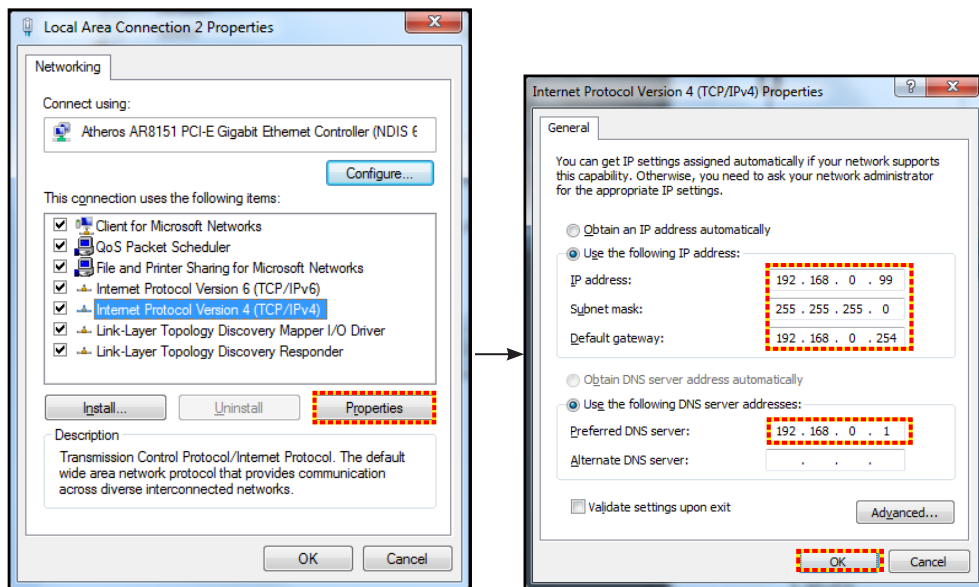 Local Area Connection 2 Properties
Networking
Connect using:
Atheros AR8151 PCI-E Gigabit Ethernet Controller (NDIS 6
Configure...
This connection uses the following items:
Client for Microsoft Networks
QoS Packet Scheduler
File and Printer Sharing for Microsoft Networks
Internet Protocol Version 6 (TCP/IPv6)
Internet Protocol Version 4 (TCP/IPv4)
Link-Layer Topology Discovery Mapper I/O Driver
Link-Layer Topology Discovery Responder
Install...
Uninstall
Properties
Description
Transmission Control Protocol/Internet Protocol. The default
wide area network protocol that provides communication
across diverse interconnected networks.
OK
Cancel
Internet Protocol Version 4 (TCP/IPv4) Properties
General
You can get IP settings assigned automatically if your network supports
this capability. Otherwise, you need to ask your network administrator
for the appropriate IP settings.
Obtain an IP address automatically
Use the following IP address:
IP address: 192 . 168 . 0 . 99
Subnet mask: 255 . 255 . 255 . 0
Default gateway: 192 . 168 . 0 . 254
Obtain DNS server address automatically
Use the following DNS server addresses:
Preferred DNS server: 192 . 168 . 0 . 1
Alternate DNS server: . . .
Validate settings upon exit
Advanced...
OK
Cancel